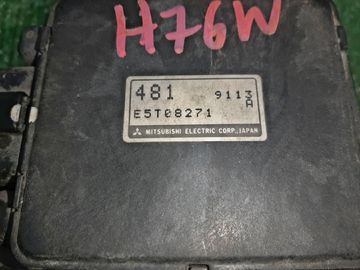 H76W
481 9113
A
E5T08271
MITSUBISHI ELECTRIC CORP., JAPAN